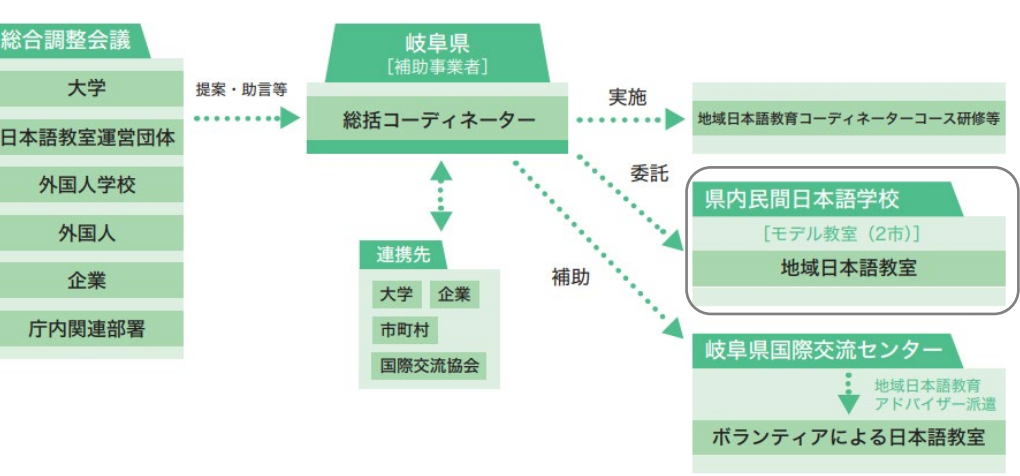 総合調整会議
大学
日本語教室運営団体
外国人学校
外国人
企業
庁内関連部署
提案・助言等
岐阜県
[補助事業者]
総括コーディネーター
連携先
大学 企業
市町村
国際交流協会
実施
地域日本語教育コーディネーターコース研修等
委託
県内民間日本語学校
[モデル教室（2市）]
地域日本語教室
補助
岐阜県国際交流センター
地域日本語教育
アドバイザー派遣
ボランティアによる日本語教室